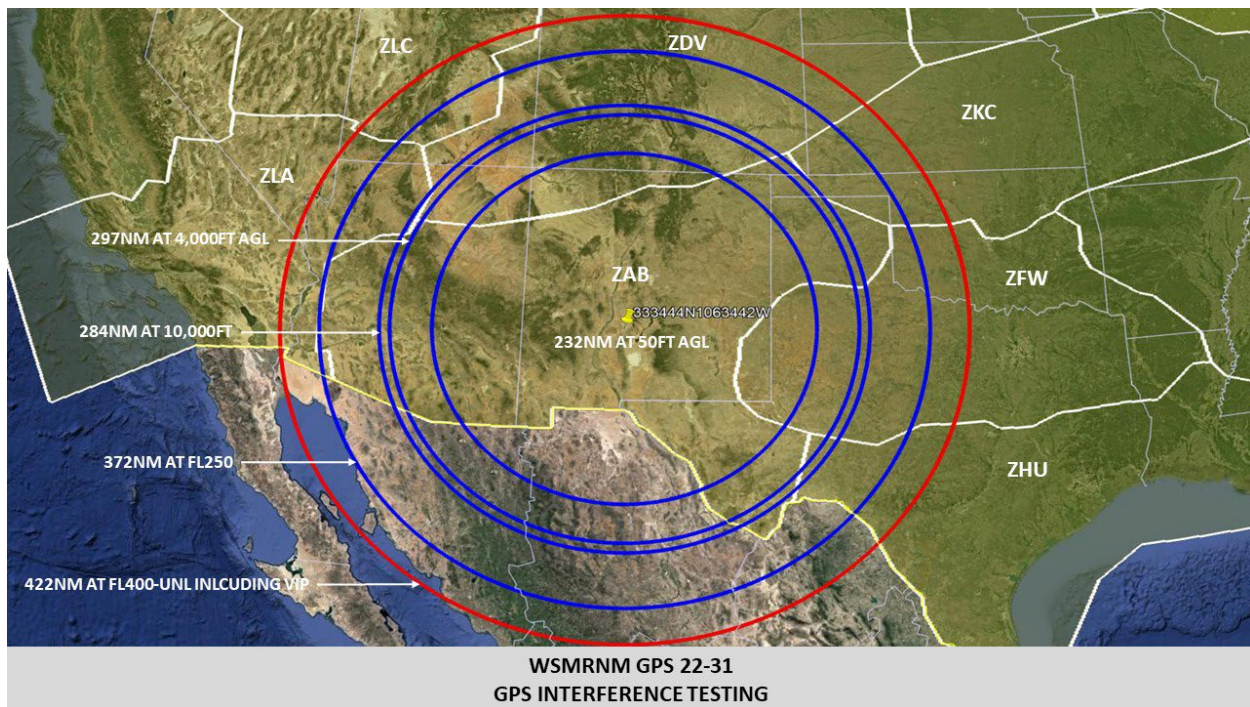 ZLC
ZDV
ZKC
ZLA
297NM AT 4,000FT AGL
ZAB
ZFW
333444N1063442W
284NM AT 10,000FT
232NM AT 50FT AGL
372NM AT FL250
ZHU
422NM AT FL400-UNL INLCUDING VIP
WSMRNM GPS 22-31
GPS INTERFERENCE TESTING